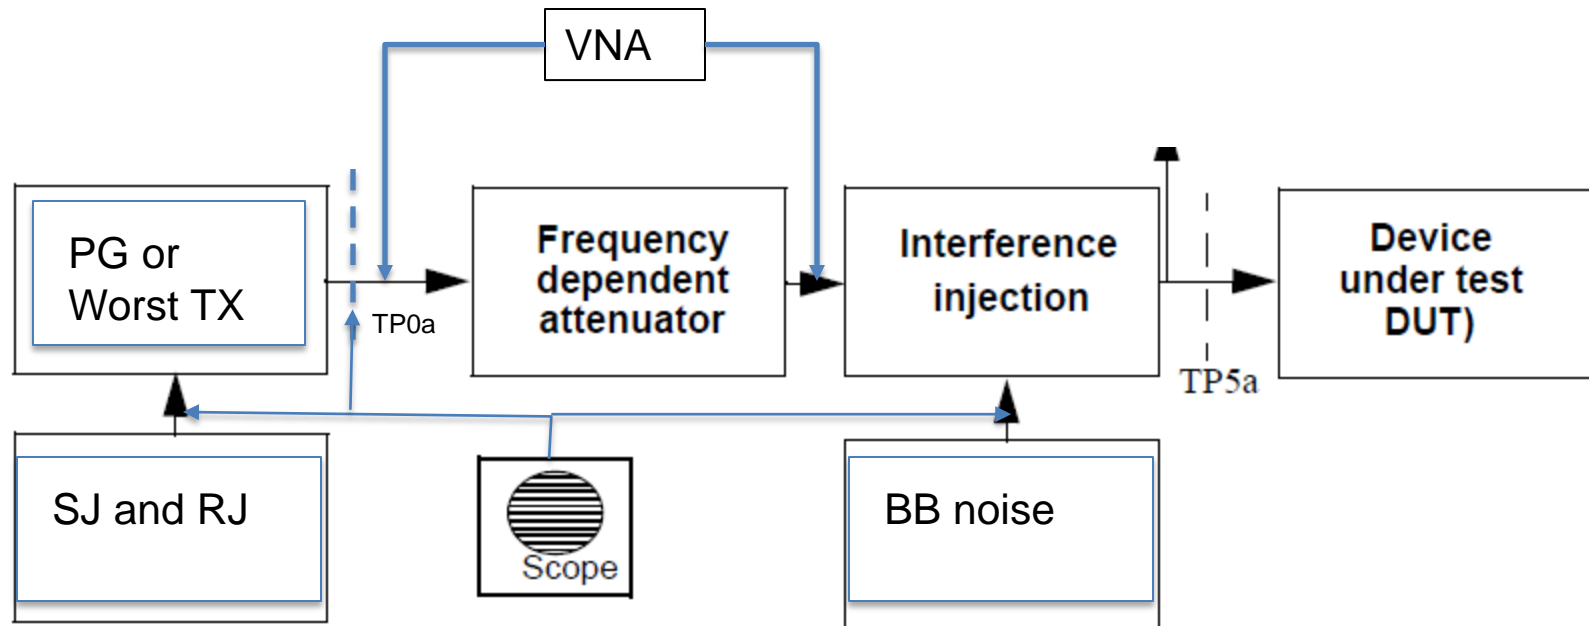 VNA
PG or
Worst TX
TP0a
Frequency
dependent
attenuator
Interference
injection
TP5a
Device
under test
DUT)
SJ and RJ
Scope
BB noise